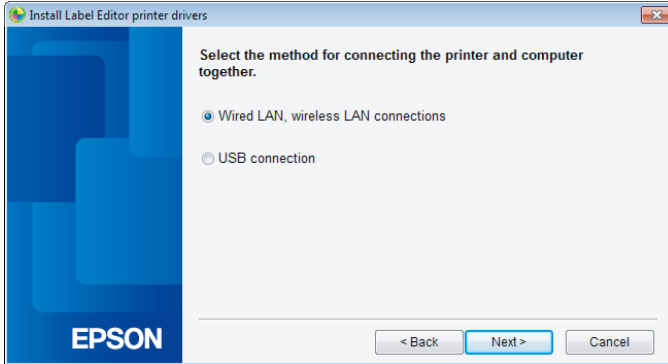 Install Label Editor printer drivers
Select the method for connecting the printer and computer
together.
Wired LAN, wireless LAN connections
USB connection
EPSON
< Back
Next >
Cancel